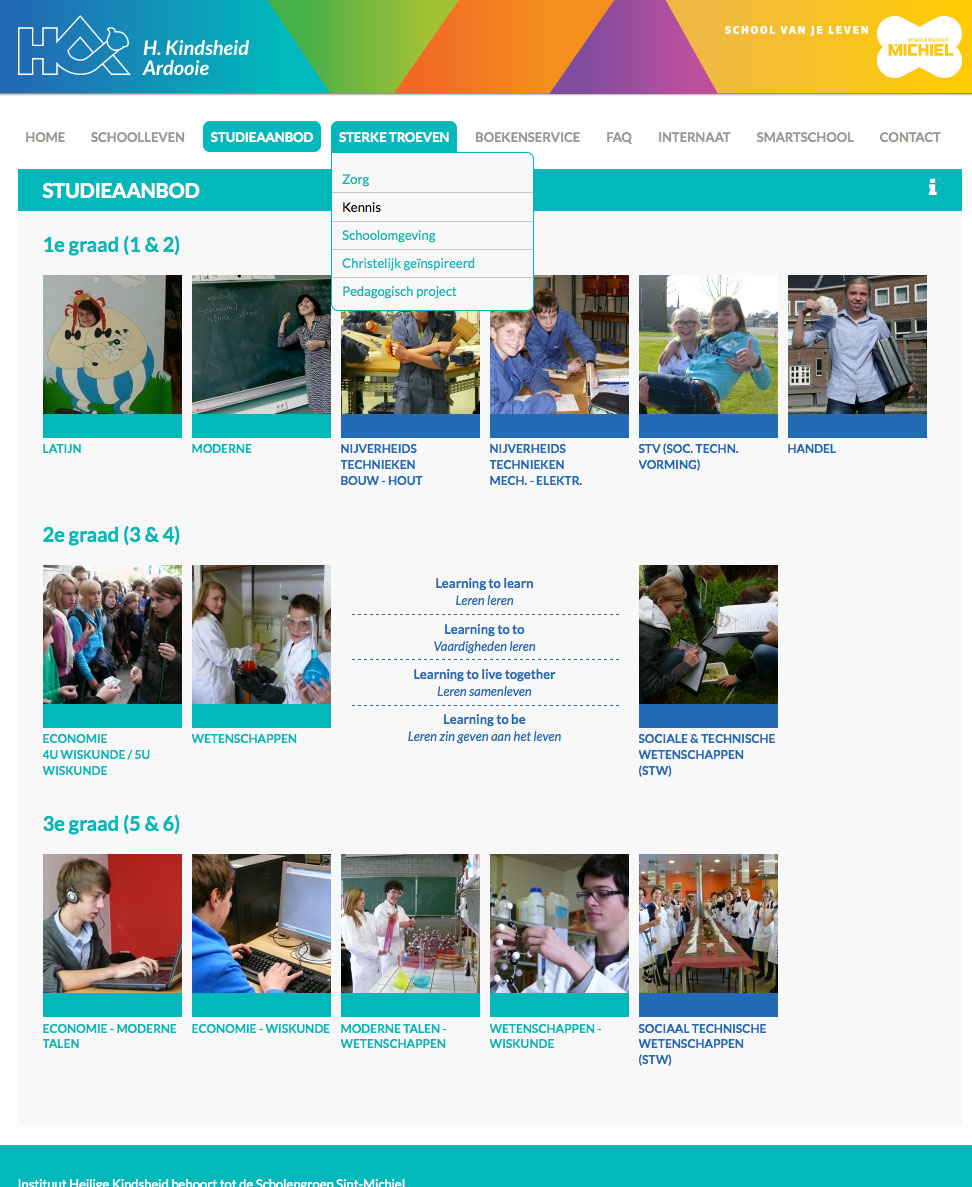 H. Kindsheid
Ardooie
SCHOOL VAN JE LEVEN
SCHOLENGROEP
MICHIEL
HOME SCHOOLLEVEN STUDIEAANBOD STERKE TROEVEN BOEKENSERVICE FAQ INTERNAAT SMARTSCHOOL CONTACT
Zorg
Kennis
Schoolomgeving
Christelijk geïnspireerd
Pedagogisch project
STUDIEAANBOD
1e graad (1 & 2)
LATIJN
MODERNE
NIJVERHEIDS
TECHNIEKEN
BOUW - HOUT
NIJVERHEIDS
TECHNIEKEN
MECH. - ELEKTR.
STV (SOC. TECHN.
VORMING)
HANDEL
2e graad (3 & 4)
ECONOMIE
4U WISKUNDE / 5U
WISKUNDE
WETENSCHAPPEN
Learning to learn
Leren leren
Learning to to
Vaardigheden leren
Learning to live together
Leren samenleven
Learning to be
Leren zin geven aan het leven
SOCIALE & TECHNISCHE
WETENSCHAPPEN
(STW)
3e graad (5 & 6)
ECONOMIE - MODERNE
TALEN
ECONOMIE - WISKUNDE
MODERNE TALEN -
WETENSCHAPPEN
WETENSCHAPPEN -
WISKUNDE
SOCIAAL TECHNISCHE
WETENSCHAPPEN
(STW)
Instituut Heilige Kindsheid behoort tot de Scholengroep Sint-Michiel